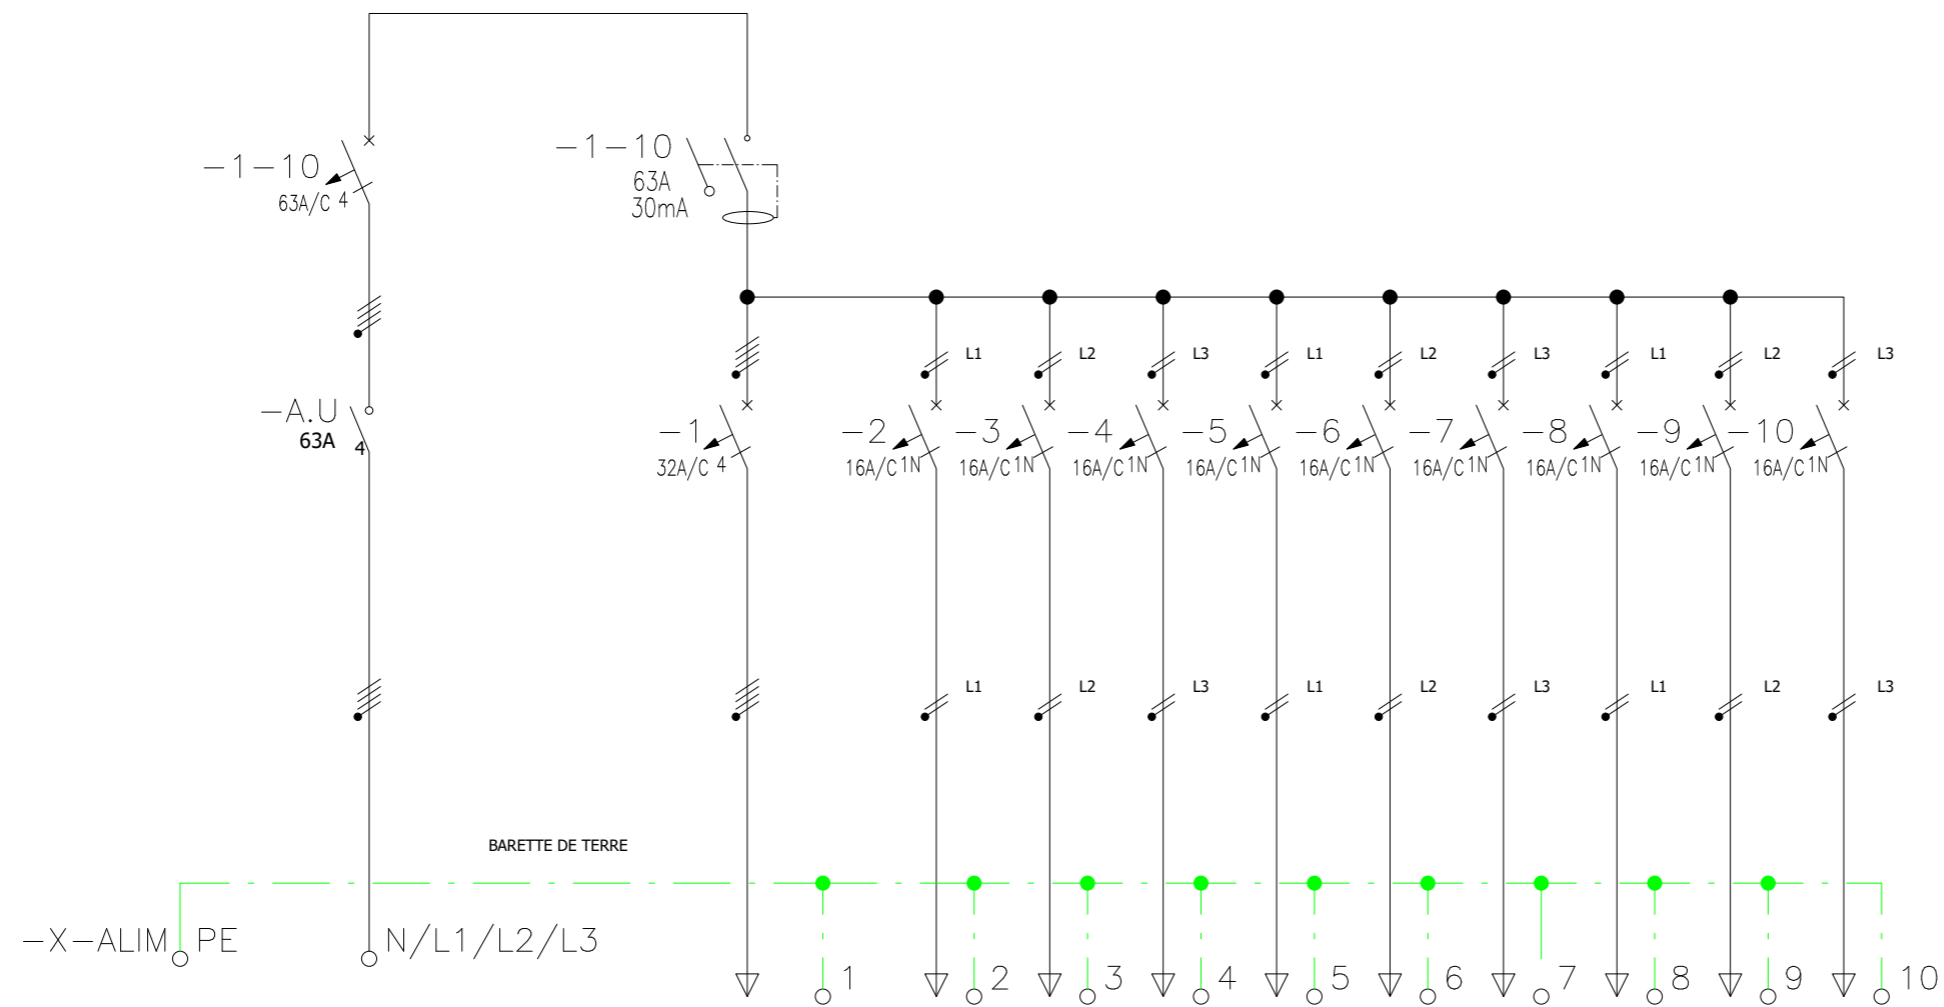 -1-10
63A/C 4
-1-10
63A
30mA
L1 L2 L3 L1 L2 L3 L1 L2 L3
-A.U
63A 4
-1
32A/C 4
-2
16A/C 1N
-3
16A/C 1N
-4
16A/C 1N
-5
16A/C 1N
-6
16A/C 1N
-7
16A/C 1N
-8
16A/C 1N
-9
16A/C 1N
-10
16A/C 1N
L1 L2 L3 L1 L2 L3 L1 L2 L3
BARETTE DE TERRE
-X-ALIM PE N/L1/L2/L3
1 2 3 4 5 6 7 8 9 10